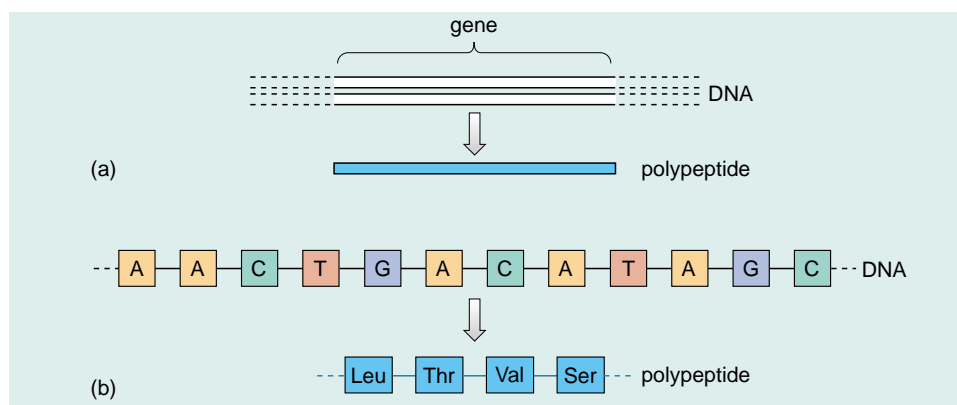 gene
DNA
(a)
polypeptide
A A C T G A C A T A G C DNA
Leu Thr Val Ser
polypeptide
(b)